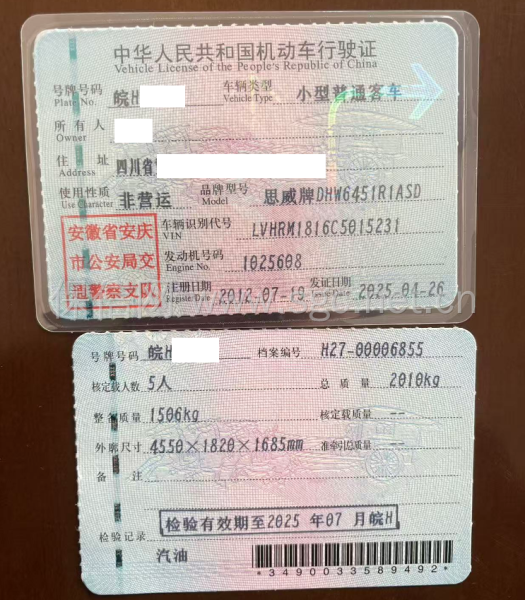 中华人民共和国机动车行驶证
Vehicle License of the People's Republic of China
号牌号码 皖H 车辆类型 小型普通客车
Plate No. Vehicle Type
所有人
Owner
住址 四川省
Address
使用性质 非营运 品牌型号 思威牌DHW6451R1ASD
Use Character Model
安徽省安庆
市公安局交
通警察支队
车辆识别代号 LVHRM1816C5015231
VIN
发动机号码 1025608
Engine No.
注册日期 2012-07-19 发证日期 2025-04-26
Register Date Issue Date
号牌号码 皖H 档案编号 H27-00006855
核定载人数 5人 总质量 2010kg
整备质量 1506kg 核定载质量 --
外廓尺寸 4550×1820×1685mm 准牵引总质量 --
备注
检验有效期至2025 年07 月皖H
检验记录
汽油
*3490033589492*